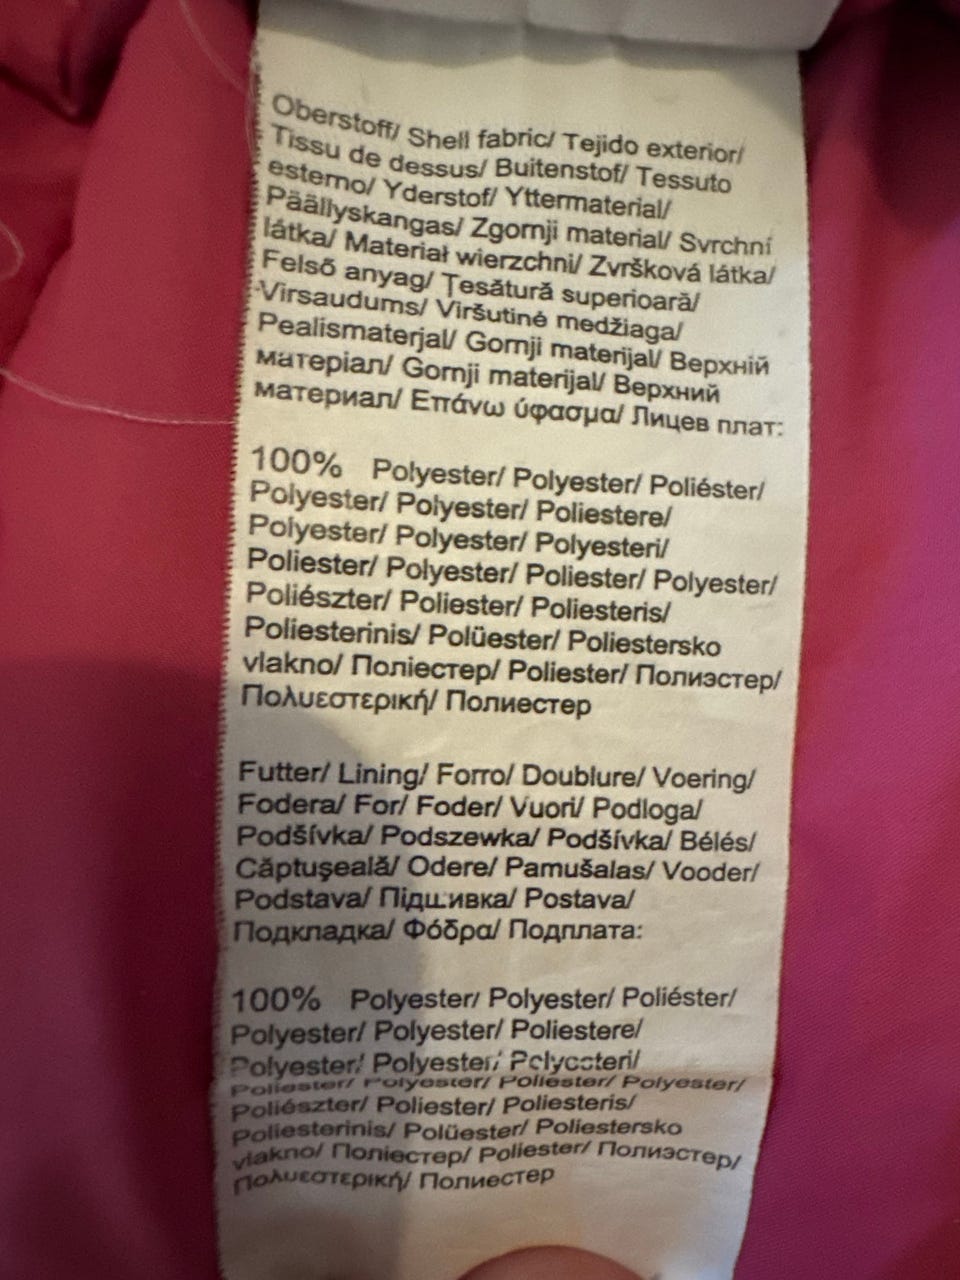 Oberstoff/ Shell fabric/ Tejido exterior/
Tissu de dessus/ Buitenstof/ Tessuto
esterno/ Yderstof/ Yttermaterial/
Päällyskangas/ Zgornji material/ Svrchní
látka/ Materiał wierzchni/ Zvršková látka/
Felső anyag/ Ţesătură superioară/
Virsaudums/ Viršutinė medžiaga/
Pealismaterjal/ Gornji materijal/ Верхній
матеріал/ Gornji materijal/ Верхний
материал/ Επάνω ύφασμα/ Лицев плат:
100% Polyester/ Polyester/ Poliéster/
Polyester/ Polyester/ Poliestere/
Polyester/ Polyester/ Polyesteri/
Poliester/ Polyester/ Poliester/ Polyester/
Poliészter/ Poliester/ Poliesteris/
Poliesterinis/ Polüester/ Poliestersko
vlakno/ Поліестер/ Poliester/ Полиэстер/
Πολυεστερική/ Полиестер
Futter/ Lining/ Forro/ Doublure/ Voering/
Fodera/ For/ Foder/ Vuori/ Podloga/
Podšívka/ Podszewka/ Podšívka/ Bélés/
Căptuşeală/ Odere/ Pamušalas/ Vooder/
Podstava/ Підшивка/ Postava/
Подкладка/ Φόδρα/ Подплата:
100% Polyester/ Polyester/ Poliéster/
Polyester/ Polyester/ Poliestere/
Polyester/ Polyester/ Polyesteri/
Poliester/ Polyester/ Poliester/ Polyester/
Poliészter/ Poliester/ Poliesteris/
Poliesterinis/ Polüester/ Poliestersko
vlakno/ Поліестер/ Poliester/ Полиэстер/
Πολυεστερική/ Полиестер